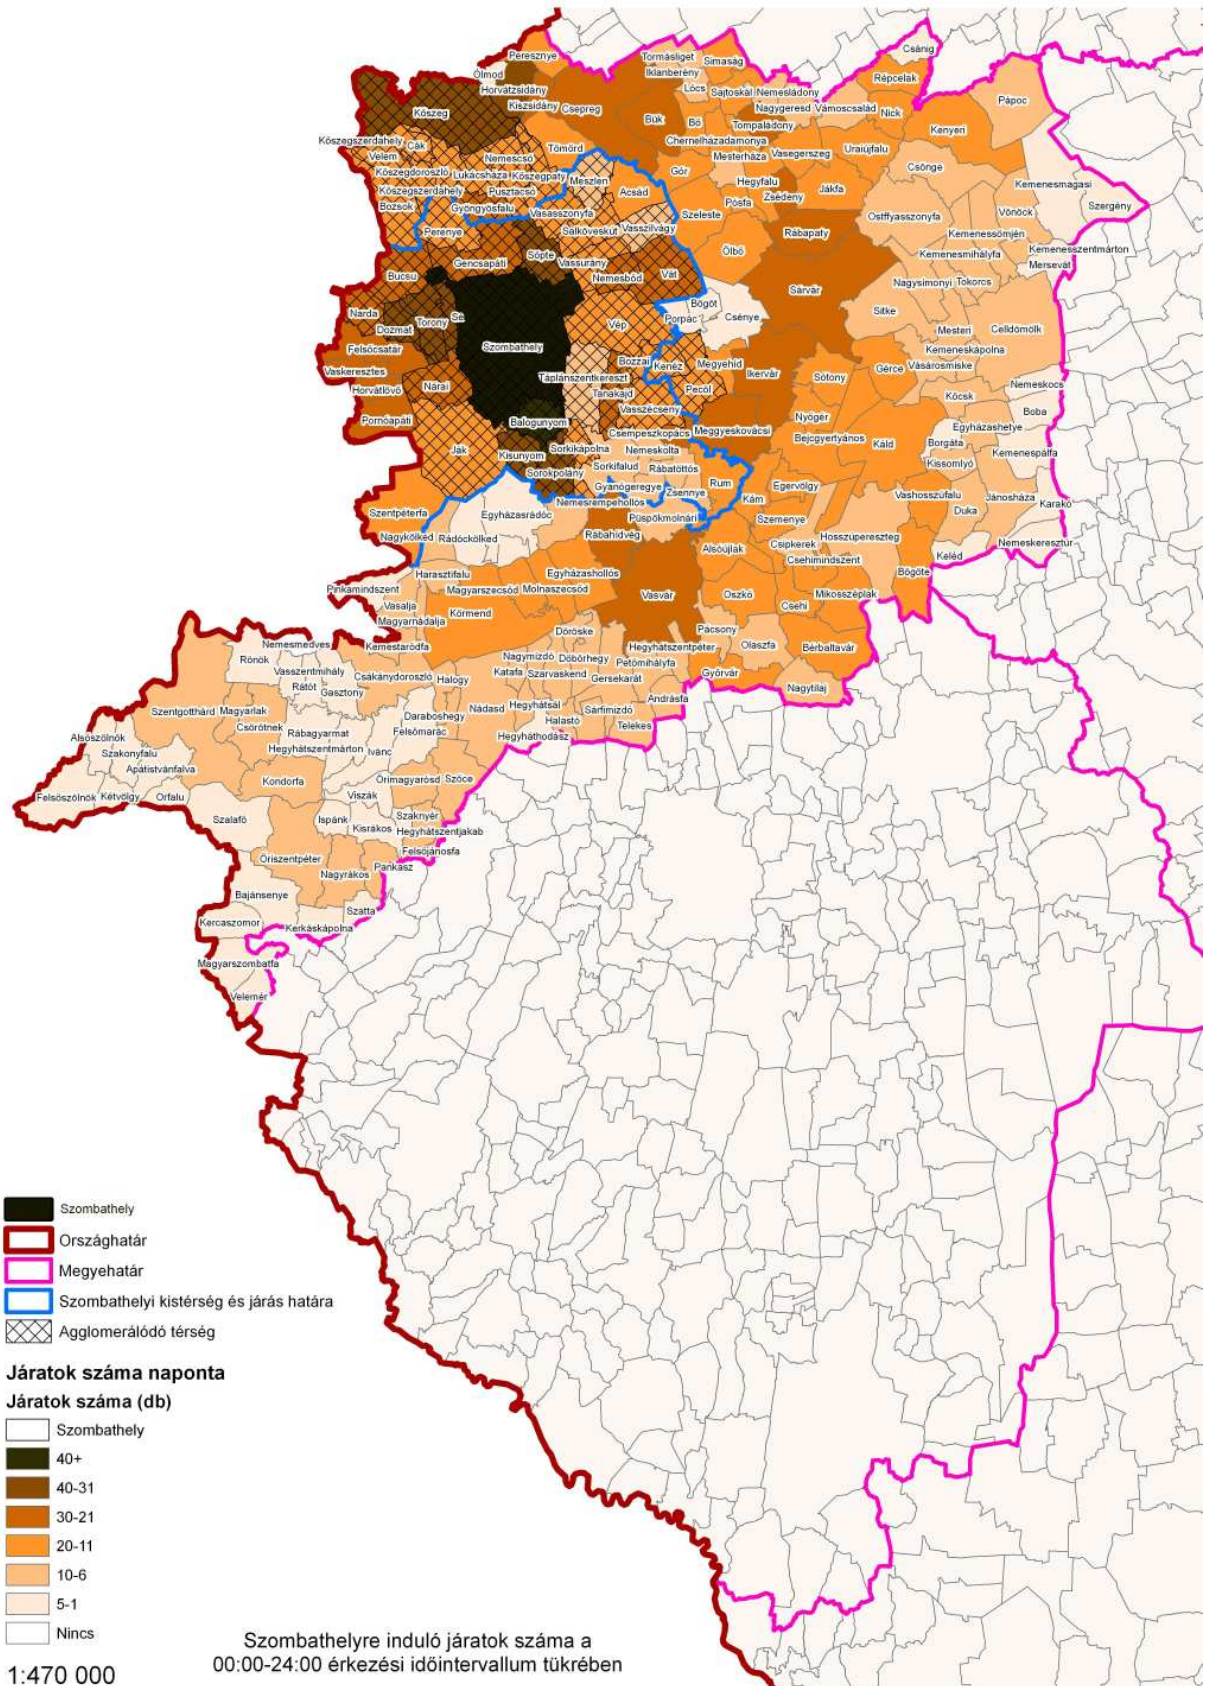 Csánig
Peresznye
Tormásliget
Simaság
Ólmod
Iklanberény
Répcelak
Horvátzsidány
Lócs
Sajtoskál
Nemesládony
Pápoc
Kiszsidány
Csepreg
Nagygeresd
Vámoscsalád
Nick
Kőszeg
Bük
Bő
Tompaládony
Kenyeri
Kőszegszerdahely
Cák
Chernelházadamonya
Velem
Nemescsó
Tömörd
Mesterháza
Vasegerszeg
Uraiújfalu
Kőszegdoroszló
Lukácsháza
Kőszegpaty
Meszlen
Gór
Hegyfalu
Csönge
Kőszegszerdahely
Pusztacsó
Acsád
Zsédeny
Jákfa
Kemenesmagasi
Bozsok
Gyöngyösfalu
Vasasszonyfa
Szeleste
Pósfa
Ostffyasszonyfa
Vönöck
Szergény
Perenye
Salköveskút
Vasszilvágy
Rábapaty
Kemenessömjén
Ölbő
Kemenesszentmárton
Söpte
Vassurány
Kemenesmihályfa
Mersevát
Bucsu
Gencsapáti
Nemesbőd
Vát
Nagysimonyi
Tokorcs
Sárvár
Narda
Torony
Se
Bögöt
Porpác
Csénye
Sitke
Dozmat
Vép
Mesteri
Celldömölk
Felsőcsatár
Szombathely
Kemeneskápolna
Vaskeresztes
Bozzai
Kenéz
Megyehíd
Ikervár
Gérce
Vásárosmiske
Horvátlövő
Nárai
Táplánszentkereszt
Pecöl
Sótony
Nemeskocs
Tanakajd
Köcsk
Boba
Vasszécseny
Nyőgér
Pornóapáti
Balogunyom
Csempeszkopács
Meggyeskovácsi
Bejcgyertyános
Egyházashetye
Ják
Sorkikápolna
Nemeskolta
Káld
Borgáta
Kemenespálfa
Kisunyom
Sorkifalud
Rábatöttös
Kissomlyó
Sorokpolány
Gyanógeregye
Zsennye
Rum
Egervölgy
Vashosszúfalu
Jánosháza
Nemesrempehollós
Kám
Duka
Karakó
Szentpéterfa
Egyházasrádóc
Püspökmolnári
Szemenye
Nagykölked
Rádóckölked
Rábahídvég
Alsóújlak
Csipkerek
Hosszúpereszteg
Nemeskeresztúr
Csehimindszent
Keléd
Harasztifalu
Egyházashollós
Bögöte
Pinkamindszent
Magyarszecsőd
Molnaszecsőd
Vasvár
Oszkó
Mikosszéplak
Vasalja
Csehi
Magyarnádalja
Körmend
Döröske
Pácsony
Olaszfa
Nemesmedves
Kemestaródfa
Hegyhátszentpéter
Bérbaltavár
Rönök
Nagymizdó
Döbörhegy
Petőmihályfa
Vasszentmihály
Csákánydoroszló
Halogy
Katafa
Szarvaskend
Gersekarát
Győrvár
Rátót
Gasztony
Nagytilaj
Andrásfa
Szentgotthárd
Magyarlak
Daraboshegy
Nádasd
Hegyhátsál
Sárfimizdó
Csörötnek
Rábagyarmat
Felsőmarác
Halastó
Telekes
Alsószölnök
Hegyháthodász
Szakonyfalu
Hegyhátszentmárton
Ivánc
Apátistvánfalva
Kondorfa
Őrimagyarósd
Szőce
Felsőszölnök
Kétvölgy
Orfalu
Viszák
Szalafő
Ispánk
Szaknyér
Kisrákos
Hegyhátszentjakab
Felsőjánosfa
Őriszentpéter
Pankasz
Nagyrákos
Bajánsenye
Szatta
Kercaszomor
Kerkáskápolna
Magyarszombatfa
Velemér
Szombathely
Országhatár
Megyehatár
Szombathelyi kistérség és járás határa
Agglomerálódó térség
Járatok száma naponta
Járatok száma (db)
Szombathely
40+
40-31
30-21
20-11
10-6
5-1
Nincs
Szombathelyre induló járatok száma a
00:00-24:00 érkezési időintervallum tükrében
1:470 000